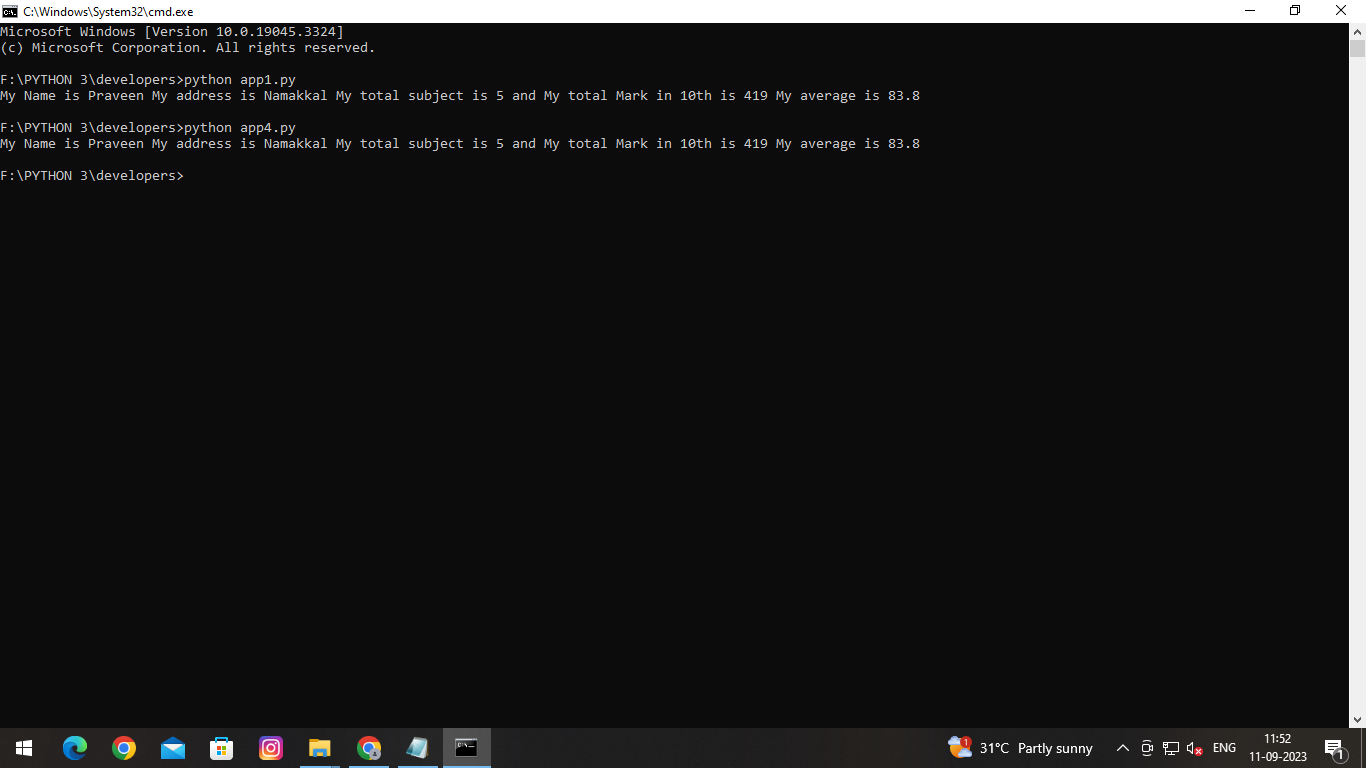 C:\Windows\System32\cmd.exe
Microsoft Windows [Version 10.0.19045.3324]
(c) Microsoft Corporation. All rights reserved.
F:\PYTHON 3\developers>python app1.py
My Name is Praveen My address is Namakkal My total subject is 5 and My total Mark in 10th is 419 My average is 83.8
F:\PYTHON 3\developers>python app4.py
My Name is Praveen My address is Namakkal My total subject is 5 and My total Mark in 10th is 419 My average is 83.8
F:\PYTHON 3\developers>
1
31°C Partly sunny
ENG
11:52
11-09-2023
1